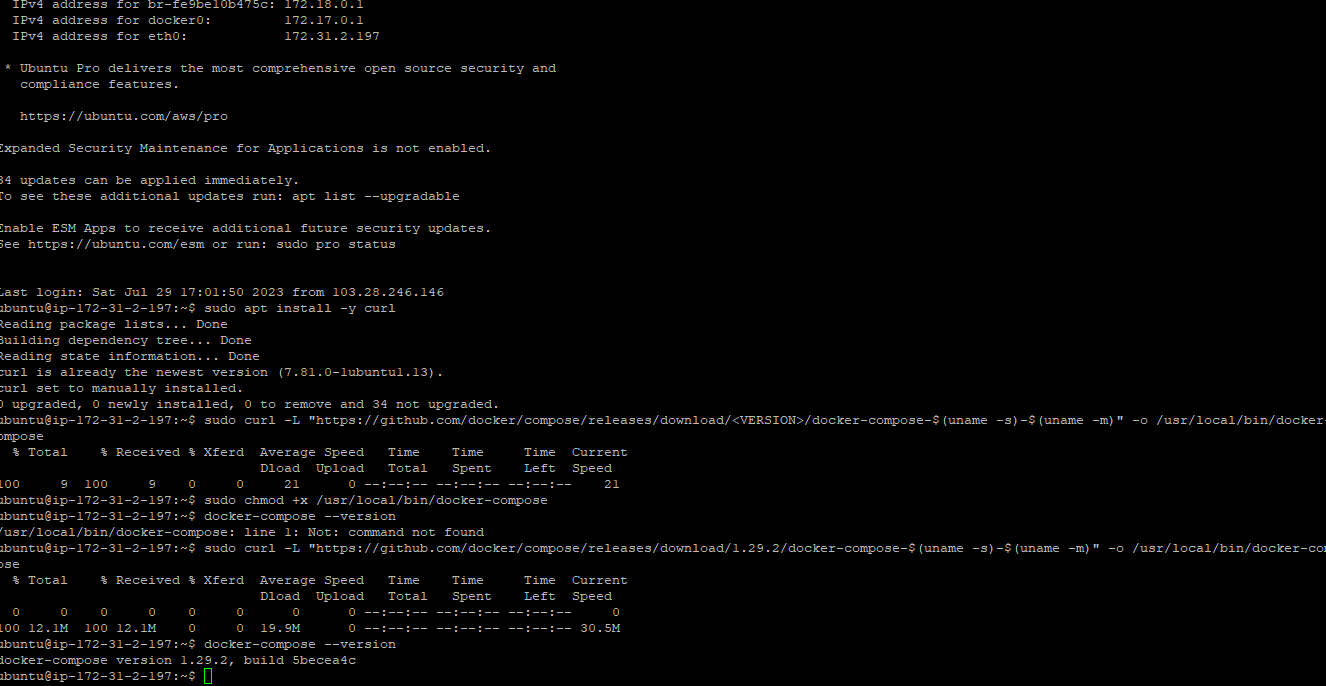 IPv4 address for br-fe9be10b475c: 172.18.0.1
IPv4 address for docker0: 172.17.0.1
IPv4 address for eth0: 172.31.2.197
* Ubuntu Pro delivers the most comprehensive open source security and
compliance features.
https://ubuntu.com/aws/pro
Expanded Security Maintenance for Applications is not enabled.
34 updates can be applied immediately.
To see these additional updates run: apt list --upgradable
Enable ESM Apps to receive additional future security updates.
See https://ubuntu.com/esm or run: sudo pro status
Last login: Sat Jul 29 17:01:50 2023 from 103.28.246.146
ubuntu@ip-172-31-2-197:~$ sudo apt install -y curl
Reading package lists... Done
Building dependency tree... Done
Reading state information... Done
curl is already the newest version (7.81.0-1ubuntu1.13).
curl set to manually installed.
0 upgraded, 0 newly installed, 0 to remove and 34 not upgraded.
ubuntu@ip-172-31-2-197:~$ sudo curl -L "https://github.com/docker/compose/releases/download/<VERSION>/docker-compose-$(uname -s)-$(uname -m)" -o /usr/local/bin/docker-
compose
% Total % Received % Xferd Average Speed Time Time Time Current
Dload Upload Total Spent Left Speed
100 9 100 9 0 0 21 0 --:--:-- --:--:-- --:--:-- 21
ubuntu@ip-172-31-2-197:~$ sudo chmod +x /usr/local/bin/docker-compose
ubuntu@ip-172-31-2-197:~$ docker-compose --version
/usr/local/bin/docker-compose: line 1: Not: command not found
ubuntu@ip-172-31-2-197:~$ sudo curl -L "https://github.com/docker/compose/releases/download/1.29.2/docker-compose-$(uname -s)-$(uname -m)" -o /usr/local/bin/docker-com
pose
% Total % Received % Xferd Average Speed Time Time Time Current
Dload Upload Total Spent Left Speed
0 0 0 0 0 0 0 0 --:--:-- --:--:-- --:--:-- 0
100 12.1M 100 12.1M 0 0 19.9M 0 --:--:-- --:--:-- --:--:-- 30.5M
ubuntu@ip-172-31-2-197:~$ docker-compose --version
docker-compose version 1.29.2, build 5becea4c
ubuntu@ip-172-31-2-197:~$